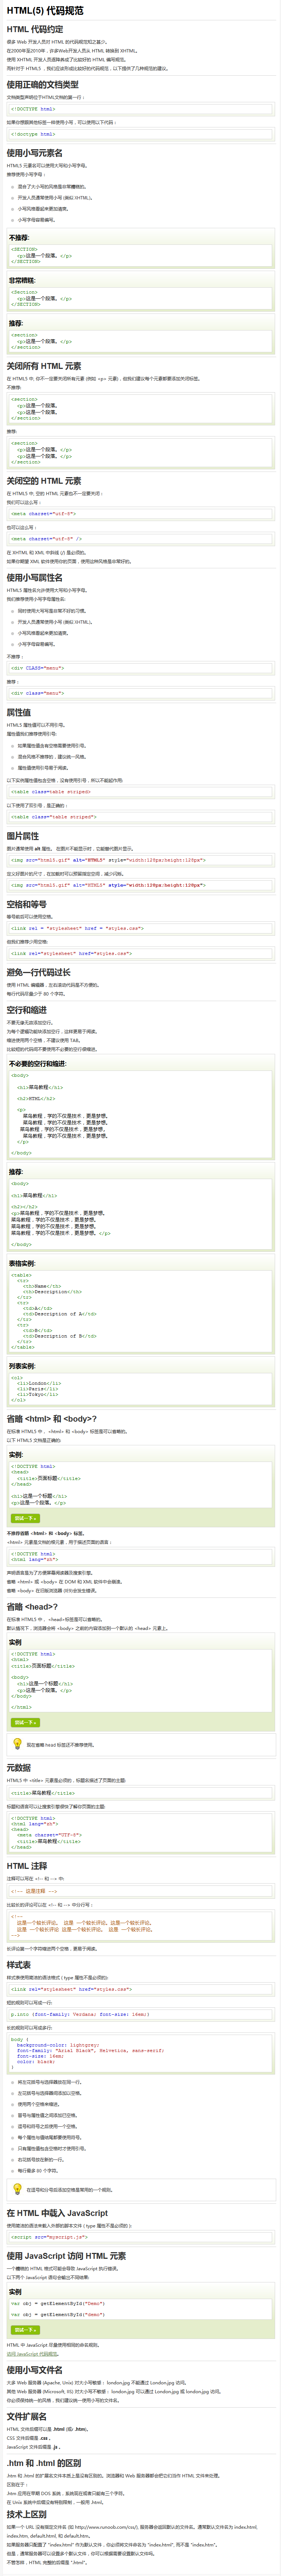 HTML(5) 代码规范
HTML 代码约定
很多 Web 开发人员对 HTML 的代码规范知之甚少。
在2000年至2010年，许多Web开发人员从 HTML 转换到 XHTML。
使用 XHTML 开发人员逐渐养成了比较好的 HTML 编写规范。
而针对于 HTML5 ，我们应该形成比较好的代码规范，以下提供了几种规范的建议。
使用正确的文档类型
文档类型声明位于HTML文档的第一行：
<!DOCTYPE html>
如果你想跟其他标签一样使用小写，可以使用以下代码：
<!doctype html>
使用小写元素名
HTML5 元素名可以使用大写和小写字母。
推荐使用小写字母：
混合了大小写的风格是非常糟糕的。
开发人员通常使用小写 (类似 XHTML)。
小写风格看起来更加清爽。
小写字母容易编写。
不推荐:
<SECTION>
<p>这是一个段落。</p>
</SECTION>
非常糟糕:
<Section>
<p>这是一个段落。</p>
</SECTION>
推荐:
<section>
<p>这是一个段落。</p>
</section>
关闭所有 HTML 元素
在 HTML5 中, 你不一定要关闭所有元素 (例如 <p> 元素)，但我们建议每个元素都要添加关闭标签。
不推荐:
<section>
<p>这是一个段落。
<p>这是一个段落。
</section>
推荐:
<section>
<p>这是一个段落。</p>
<p>这是一个段落。</p>
</section>
关闭空的 HTML 元素
在 HTML5 中, 空的 HTML 元素也不一定要关闭：
我们可以这么写：
<meta charset="utf-8">
也可以这么写：
<meta charset="utf-8" />
在 XHTML 和 XML 中斜线 (/) 是必须的。
如果你期望 XML 软件使用你的页面，使用这种风格是非常好的。
使用小写属性名
HTML5 属性名允许使用大写和小写字母。
我们推荐使用小写字母属性名:
同时使用大小写是非常不好的习惯。
开发人员通常使用小写 (类似 XHTML)。
小写风格看起来更加清爽。
小写字母容易编写。
不推荐：
<div CLASS="menu">
推荐：
<div class="menu">
属性值
HTML5 属性值可以不用引号。
属性值我们推荐使用引号:
如果属性值含有空格需要使用引号。
混合风格不推荐的，建议统一风格。
属性值使用引号易于阅读。
以下实例属性值包含空格，没有使用引号，所以不能起作用:
<table class=table striped>
以下使用了双引号，是正确的：
<table class="table striped">
图片属性
图片通常使用 alt 属性。 在图片不能显示时，它能替代图片显示。
<img src="html5.gif" alt="HTML5" style="width:128px;height:128px">
定义好图片的尺寸，在加载时可以预留指定空间，减少闪烁。
<img src="html5.gif" alt="HTML5" style="width:128px;height:128px">
空格和等号
等号前后可以使用空格。
<link rel = "stylesheet" href = "styles.css">
但我们推荐少用空格:
<link rel="stylesheet" href="styles.css">
避免一行代码过长
使用 HTML 编辑器，左右滚动代码是不方便的。
每行代码尽量少于 80 个字符。
空行和缩进
不要无缘无故添加空行。
为每个逻辑功能块添加空行，这样更易于阅读。
缩进使用两个空格，不建议使用 TAB。
比较短的代码间不要使用不必要的空行和缩进。
不必要的空行和缩进:
<body>
<h1>菜鸟教程</h1>
<h2>HTML</h2>
<p>
菜鸟教程，学的不仅是技术，更是梦想。
菜鸟教程，学的不仅是技术，更是梦想。
菜鸟教程，学的不仅是技术，更是梦想。
菜鸟教程，学的不仅是技术，更是梦想。
</p>
</body>
推荐:
<body>
<h1>菜鸟教程</h1>
<h2></h2>
<p>菜鸟教程，学的不仅是技术，更是梦想。
菜鸟教程，学的不仅是技术，更是梦想。
菜鸟教程，学的不仅是技术，更是梦想。
菜鸟教程，学的不仅是技术，更是梦想。</p>
</body>
表格实例:
<table>
<tr>
<th>Name</th>
<th>Description</th>
</tr>
<tr>
<td>A</td>
<td>Description of A</td>
</tr>
<tr>
<td>B</td>
<td>Description of B</td>
</tr>
</table>
列表实例:
<ol>
<li>London</li>
<li>Paris</li>
<li>Tokyo</li>
</ol>
省略 <html> 和 <body>?
在标准 HTML5 中， <html> 和 <body> 标签是可以省略的。
以下 HTML5 文档是正确的:
实例:
<!DOCTYPE html>
<head>
<title>页面标题</title>
</head>
<h1>这是一个标题</h1>
<p>这是一个段落。</p>
尝试一下 »
不推荐省略 <html> 和 <body> 标签。
<html> 元素是文档的根元素，用于描述页面的语言：
<!DOCTYPE html>
<html lang="zh">
声明语言是为了方便屏幕阅读器及搜索引擎。
省略 <html> 或 <body> 在 DOM 和 XML 软件中会崩溃。
省略 <body> 在旧版浏览器 (IE9)会发生错误。
省略 <head>?
在标准 HTML5 中， <head>标签是可以省略的。
默认情况下，浏览器会将 <body> 之前的内容添加到一个默认的 <head> 元素上。
实例
<!DOCTYPE html>
<html>
<title>页面标题</title>
<body>
<h1>这是一个标题</h1>
<p>这是一个段落。</p>
</body>
</html>
尝试一下 »
现在省略 head 标签还不推荐使用。
元数据
HTML5 中 <title> 元素是必须的，标题名描述了页面的主题:
<title>菜鸟教程</title>
标题和语言可以让搜索引擎很快了解你页面的主题:
<!DOCTYPE html>
<html lang="zh">
<head>
<meta charset="UTF-8">
<title>菜鸟教程</title>
</head>
HTML 注释
注释可以写在 <!-- 和 --> 中:
<!-- 这是注释 -->
比较长的评论可以在 <!-- 和 --> 中分行写：
<!--
这是一个较长评论。 这是 一个较长评论。这是一个较长评论。
这是 一个较长评论 这是一个较长评论。 这是 一个较长评论。
-->
长评论第一个字符缩进两个空格，更易于阅读。
样式表
样式表使用简洁的语法格式 ( type 属性不是必须的):
<link rel="stylesheet" href="styles.css">
短的规则可以写成一行:
p.into {font-family: Verdana; font-size: 16em;}
长的规则可以写成多行:
body {
background-color: lightgrey;
font-family: "Arial Black", Helvetica, sans-serif;
font-size: 16em;
color: black;
}
将左花括号与选择器放在同一行。
左花括号与选择器间添加以空格。
使用两个空格来缩进。
冒号与属性值之间添加已空格。
逗号和符号之后使用一个空格。
每个属性与值结尾都要使用符号。
只有属性值包含空格时才使用引号。
右花括号放在新的一行。
每行最多 80 个字符。
在逗号和分号后添加空格是常用的一个规则。
在 HTML 中载入 JavaScript
使用简洁的语法来载入外部的脚本文件 ( type 属性不是必须的 ):
<script src="myscript.js">
使用 JavaScript 访问 HTML 元素
一个糟糕的 HTML 格式可能会导致 JavaScript 执行错误。
以下两个 JavaScript 语句会输出不同结果:
实例
var obj = getElementById("Demo")
var obj = getElementById("demo")
尝试一下 »
HTML 中 JavaScript 尽量使用相同的命名规则。
访问 JavaScript 代码规范。
使用小写文件名
大多 Web 服务器 (Apache, Unix) 对大小写敏感： london.jpg 不能通过 London.jpg 访问。
其他 Web 服务器 (Microsoft, IIS) 对大小写不敏感： london.jpg 可以通过 London.jpg 或 london.jpg 访问。
你必须保持统一的风格，我们建议统一使用小写的文件名。
文件扩展名
HTML 文件后缀可以是 .html (或 .htm)。
CSS 文件后缀是 .css 。
JavaScript 文件后缀是 .js 。
.htm 和 .html 的区别
.htm 和 .html 的扩展名文件本质上是没有区别的。浏览器和 Web 服务器都会把它们当作 HTML 文件来处理。
区别在于：
.htm 应用在早期 DOS 系统，系统现在或者只能有三个字符。
在 Unix 系统中后缀没有特别限制，一般用 .html。
技术上区别
如果一个 URL 没有指定文件名 (如 http://www.runoob.com/css/), 服务器会返回默认的文件名。通常默认文件名为 index.html,
index.htm, default.html, 和 default.htm。
如果服务器只配置了 "index.html" 作为默认文件，你必须将文件命名为 "index.html", 而不是 "index.htm"。
但是，通常服务器可以设置多个默认文件，你可以根据需要设置默认文件吗。
不管怎样，HTML 完整的后缀是 ".html"。